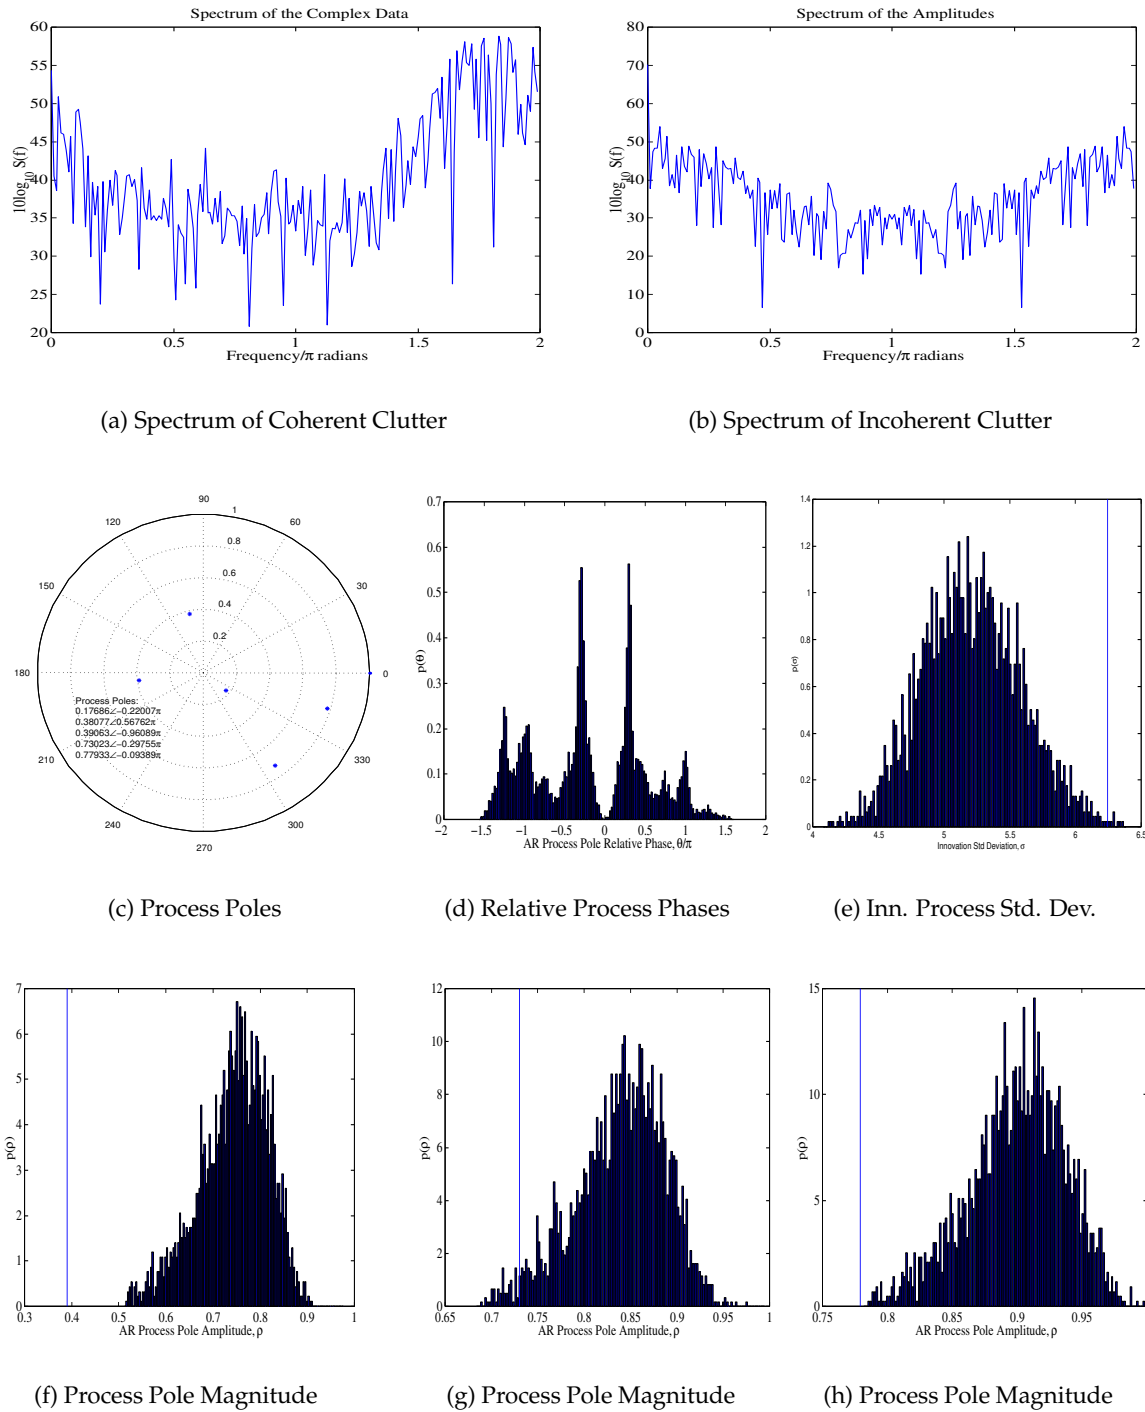 Spectrum of the Complex Data
60
55
50
45
40
35
30
25
20
10log10 S(f)
0 0.5 1 1.5 2
Frequency/π radians
(a) Spectrum of Coherent Clutter
Spectrum of the Amplitudes
80
70
60
50
40
30
20
10
0
10log10 S(f)
0 0.5 1 1.5 2
Frequency/π radians
(b) Spectrum of Incoherent Clutter
90
120 60
150 30
180 0
210 330
240 300
270
1
0.8
0.6
0.4
0.2
Process Poles:
0.17686∠−0.22007π
0.38077∠0.56762π
0.39063∠−0.96089π
0.73023∠−0.29755π
0.77933∠−0.09389π
(c) Process Poles
0.7
0.6
0.5
0.4
0.3
0.2
0.1
0
p(θ)
−2 −1.5 −1 −0.5 0 0.5 1 1.5 2
AR Process Pole Relative Phase, θ/π
(d) Relative Process Phases
1.4
1.2
1
0.8
0.6
0.4
0.2
0
p(σ)
4 4.5 5 5.5 6 6.5
Innovation Std Deviation, σ
(e) Inn. Process Std. Dev.
7
6
5
4
3
2
1
0
p(ρ)
0.3 0.4 0.5 0.6 0.7 0.8 0.9 1
AR Process Pole Amplitude, ρ
(f) Process Pole Magnitude
12
10
8
6
4
2
0
p(ρ)
0.65 0.7 0.75 0.8 0.85 0.9 0.95 1
AR Process Pole Amplitude, ρ
(g) Process Pole Magnitude
15
10
5
0
p(ρ)
0.75 0.8 0.85 0.9 0.95
AR Process Pole Amplitude, ρ
(h) Process Pole Magnitude